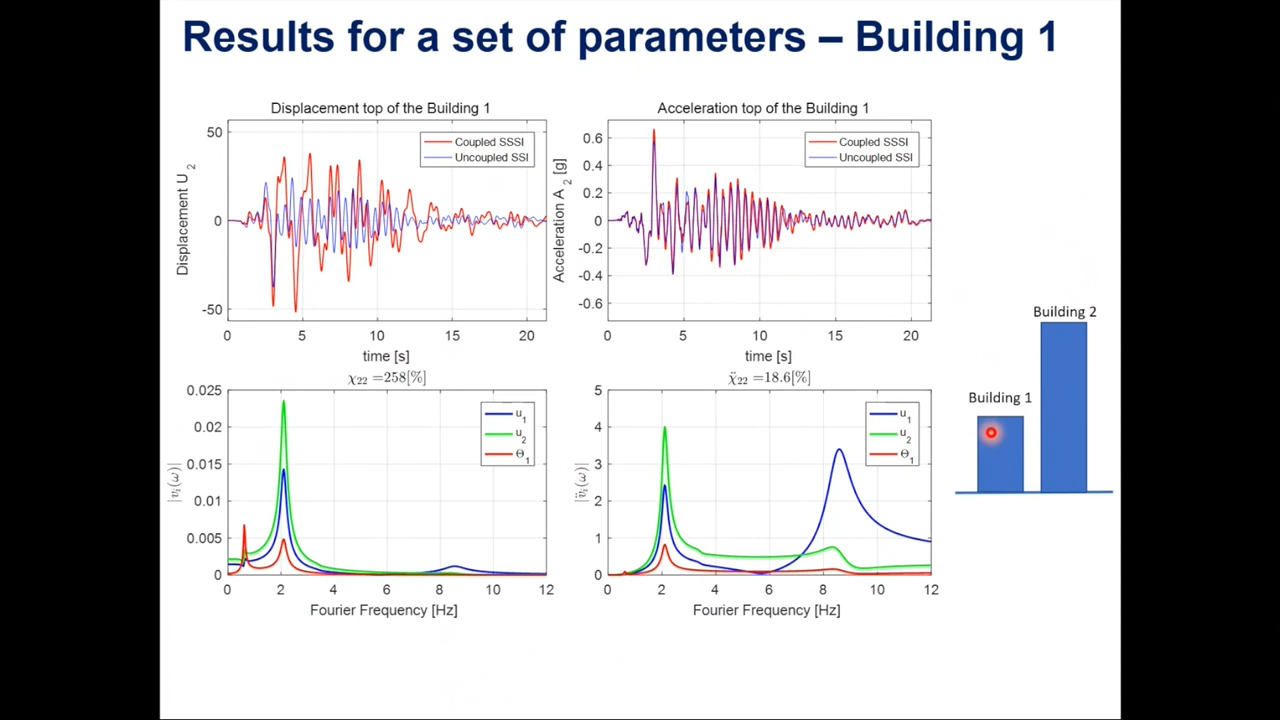 Results for a set of parameters – Building 1
Displacement top of the Building 1
50
0
-50
Displacement U 2
Coupled SSSI
Uncoupled SSI
0 5 10 15 20
time [s]
Acceleration top of the Building 1
0.6
0.4
0.2
0
-0.2
-0.4
-0.6
Acceleration A 2 [g]
Coupled SSSI
Uncoupled SSI
0 5 10 15 20
time [s]
χ22 =258[%]
0.025
0.02
0.015
0.01
0.005
0
|vi(ω)|
u1
u2
Θ1
0 2 4 6 8 10 12
Fourier Frequency [Hz]
χ̈22 =18.6[%]
5
4
3
2
1
0
|v̈i(ω)|
u1
u2
Θ1
0 2 4 6 8 10 12
Fourier Frequency [Hz]
Building 2
Building 1